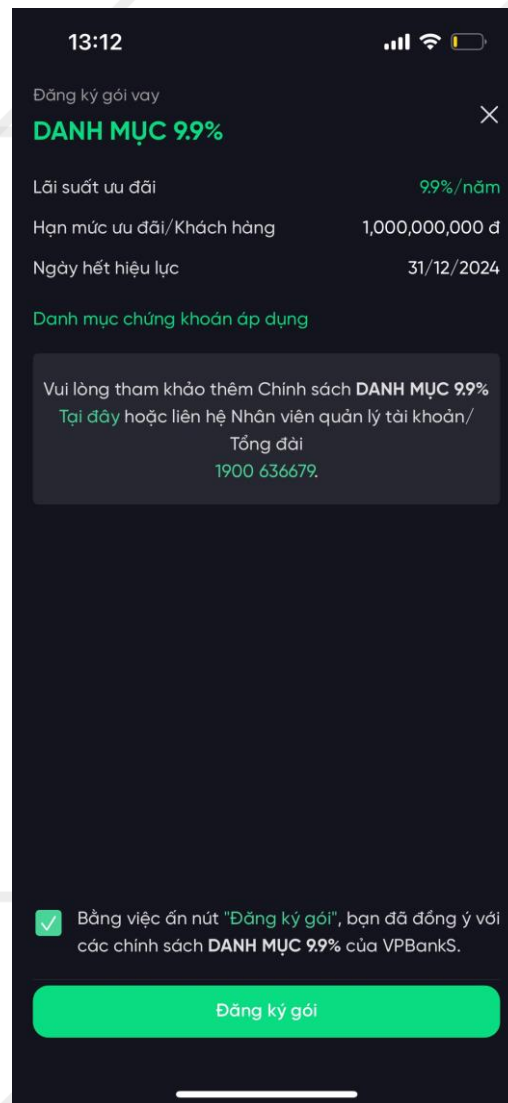 13:12
Đăng ký gói vay
DANH MỤC 9.9%
Lãi suất ưu đãi 9.9%/năm
Hạn mức ưu đãi/Khách hàng 1,000,000,000 đ
Ngày hết hiệu lực 31/12/2024
Danh mục chứng khoán áp dụng
Vui lòng tham khảo thêm Chính sách DANH MỤC 9.9%
Tại đây hoặc liên hệ Nhân viên quản lý tài khoản/
Tổng đài
1900 636679.
Bằng việc ấn nút "Đăng ký gói", bạn đã đồng ý với
các chính sách DANH MỤC 9.9% của VPBankS.
Đăng ký gói